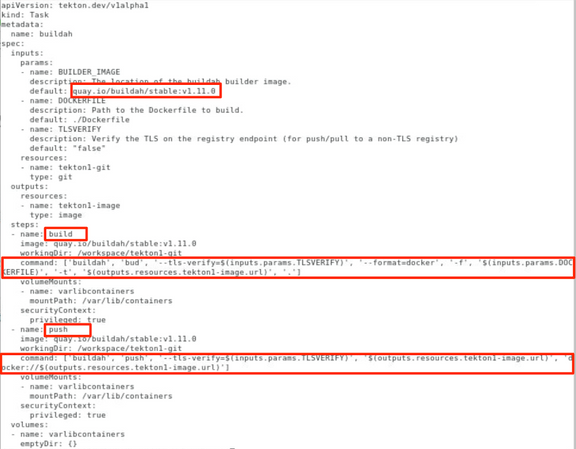 apiVersion: tekton.dev/v1alpha1
kind: Task
metadata:
  name: buildah
spec:
  inputs:
    params:
    - name: BUILDER_IMAGE
      description: The location of the buildah builder image.
      default: quay.io/buildah/stable:v1.11.0
    - name: DOCKERFILE
      description: Path to the Dockerfile to build.
      default: ./Dockerfile
    - name: TLSVERIFY
      description: Verify the TLS on the registry endpoint (for push/pull to a non-TLS registry)
      default: "false"
    resources:
    - name: tekton1-git
      type: git
  outputs:
    resources:
    - name: tekton1-image
      type: image
  steps:
  - name: build
    image: quay.io/buildah/stable:v1.11.0
    workingDir: /workspace/tekton1-git
    command: ['buildah', 'bud', '--tls-verify=$(inputs.params.TLSVERIFY)', '--format=docker', '-f', '$(inputs.params.DOC
KERFILE)', '-t', '$(outputs.resources.tekton1-image.url)', '.']
    volumeMounts:
    - name: varlibcontainers
      mountPath: /var/lib/containers
    securityContext:
      privileged: true
  - name: push
    image: quay.io/buildah/stable:v1.11.0
    workingDir: /workspace/tekton1-git
    command: ['buildah', 'push', '--tls-verify=$(inputs.params.TLSVERIFY)', '$(outputs.resources.tekton1-image.url)', 'd
ocker://$(outputs.resources.tekton1-image.url)']
    volumeMounts:
    - name: varlibcontainers
      mountPath: /var/lib/containers
    securityContext:
      privileged: true
  volumes:
  - name: varlibcontainers
    emptyDir: {}